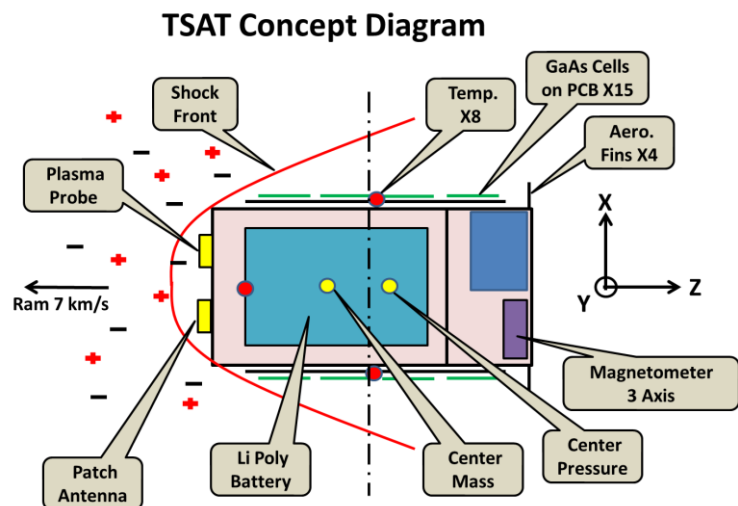 TSAT Concept Diagram
Shock
Front
Temp.
X8
GaAs Cells
on PCB X15
Aero.
Fins X4
Plasma
Probe
X
Y
Z
Ram 7 km/s
Patch
Antenna
Li Poly
Battery
Center
Mass
Center
Pressure
Magnetometer
3 Axis